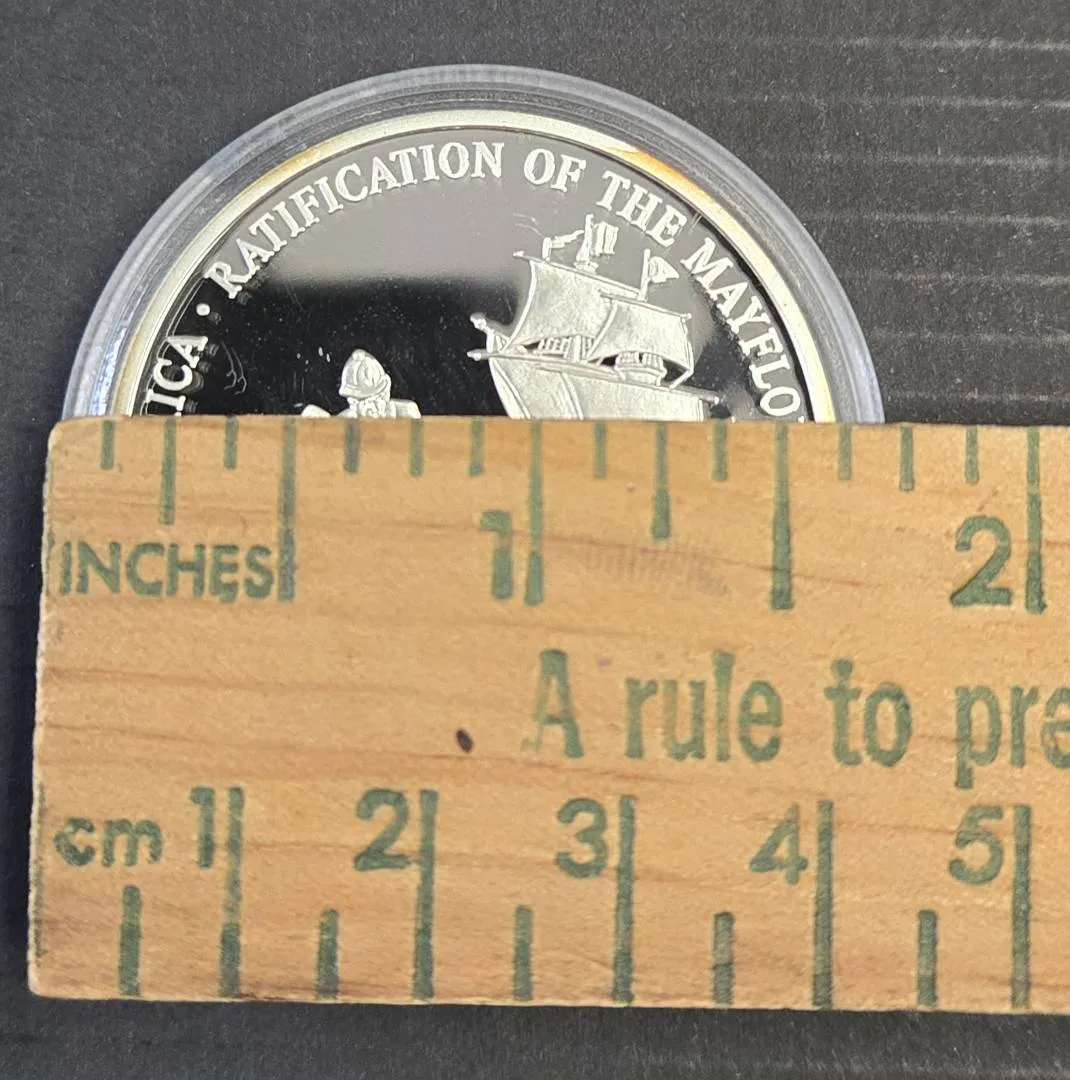 ICA · RATIFICATION OF THE MAYFLO
INCHES 1 2
A rule to pre
cm 1 2 3 4 5